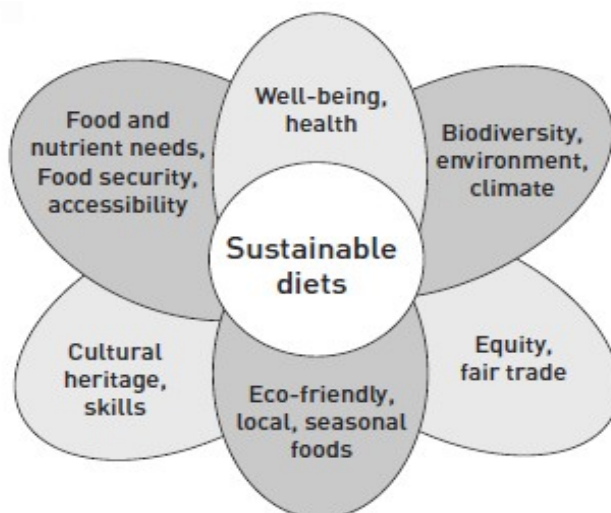 Well-being,
health
Food and
nutrient needs,
Food security,
accessibility
Biodiversity,
environment,
climate
Sustainable
diets
Cultural
heritage,
skills
Eco-friendly,
local, seasonal
foods
Equity,
fair trade